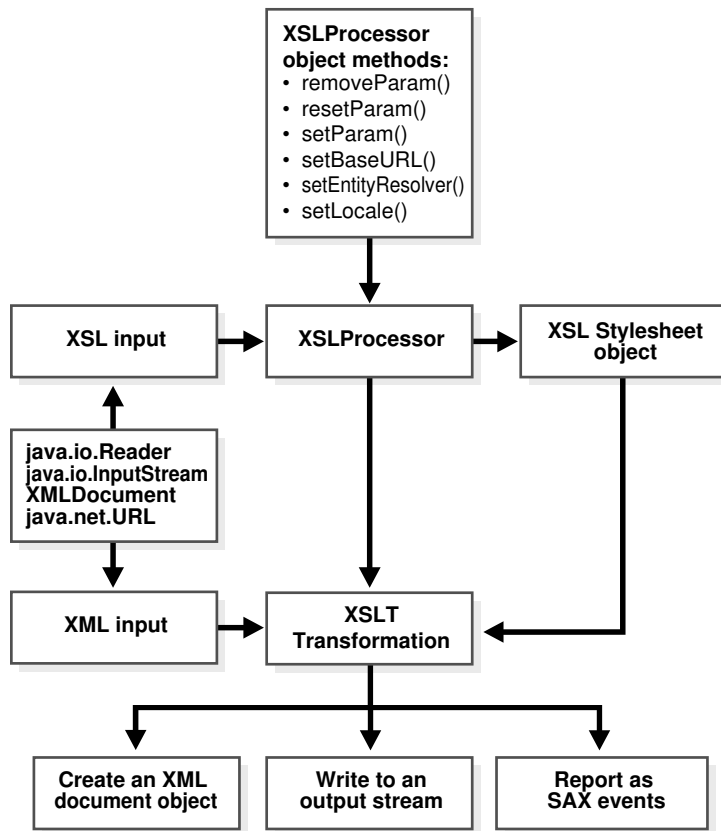 XSLProcessor
object methods:
• removeParam()
• resetParam()
• setParam()
• setBaseURL()
• setEntityResolver()
• setLocale()
XSL input
XSLProcessor
XSL Stylesheet
object
java.io.Reader
java.io.InputStream
XMLDocument
java.net.URL
XML input
XSLT
Transformation
Create an XML
document object
Write to an
output stream
Report as
SAX events